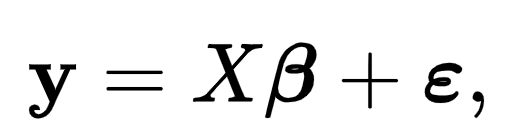 𝐲 = X𝜷 + 𝜺,